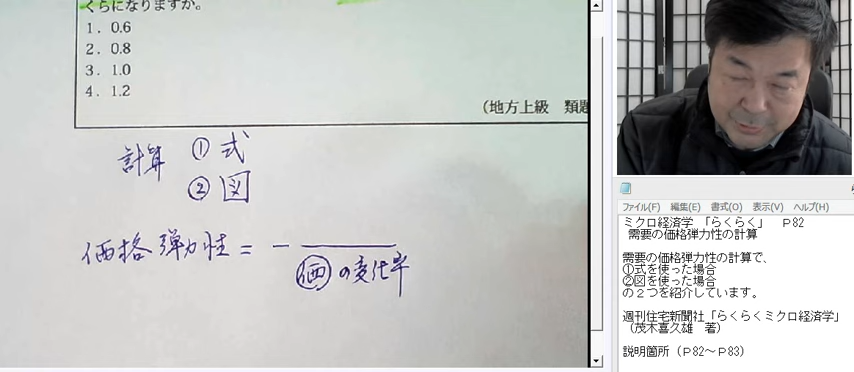 くらになりますか。
1．0.6
2．0.8
3．1.0
4．1.2
（地方上級 類題
計算 ①式
②図
価格弾力性 = -
価の変化率
ファイル(F) 編集(E) 書式(O) 表示(V) ヘルプ(H)
ミクロ経済学 「らくらく」 P82
需要の価格弾力性の計算
需要の価格弾力性の計算で、
①式を使った場合
②図を使った場合
の２つを紹介しています。
週刊住宅新聞社「らくらくミクロ経済学」
（茂木喜久雄 著）
説明箇所（P82～P83）